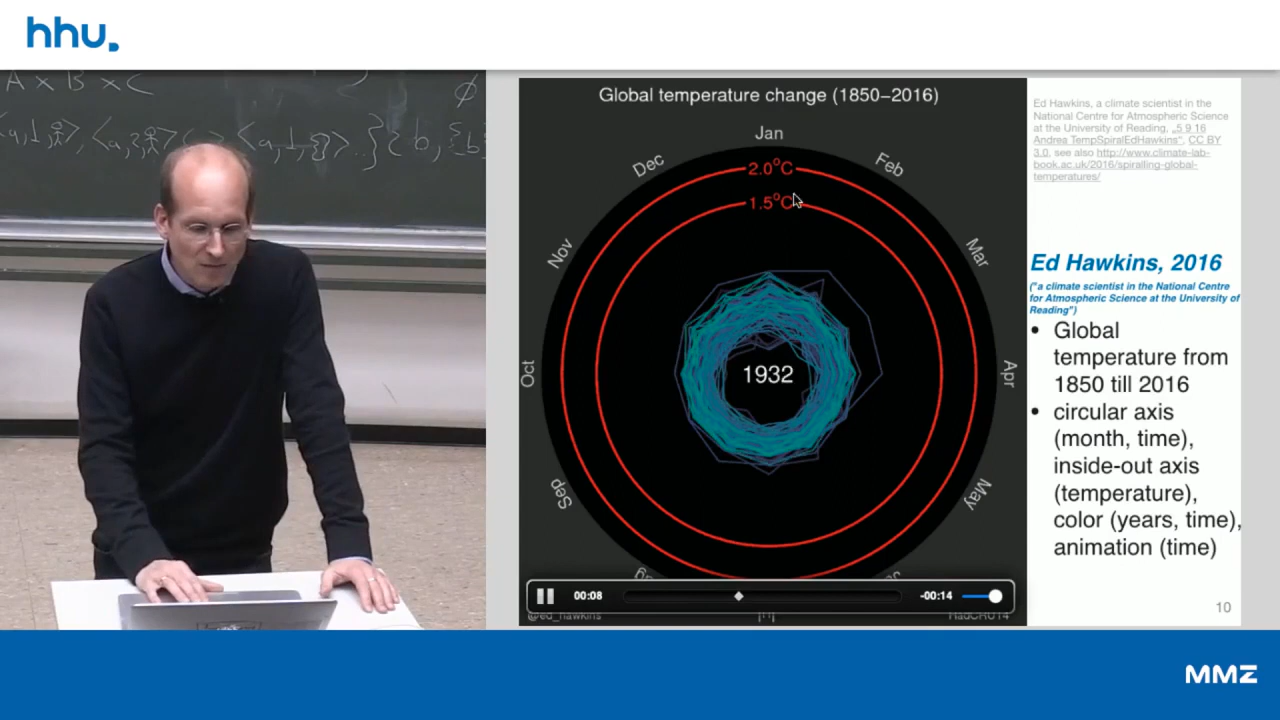 hhu.
A x B x C
Global temperature change (1850–2016)
Jan
Feb
Mar
Apr
May
Sep
Oct
Nov
Dec
2.0°C
1.5°C
1932
00:08
-00:14
@ed_hawkins
HadCRUT4
Ed Hawkins, a climate scientist in the
National Centre for Atmospheric Science
at the University of Reading, „5 9 16
Andrea TempSpiralEdHawkins“, CC BY
3.0, see also http://www.climate-lab-
book.ac.uk/2016/spiralling-global-
temperatures/
Ed Hawkins, 2016
("a climate scientist in the National Centre
for Atmospheric Science at the University of
Reading")
• Global
temperature from
1850 till 2016
• circular axis
(month, time),
inside-out axis
(temperature),
color (years, time),
animation (time)
10
MMZ